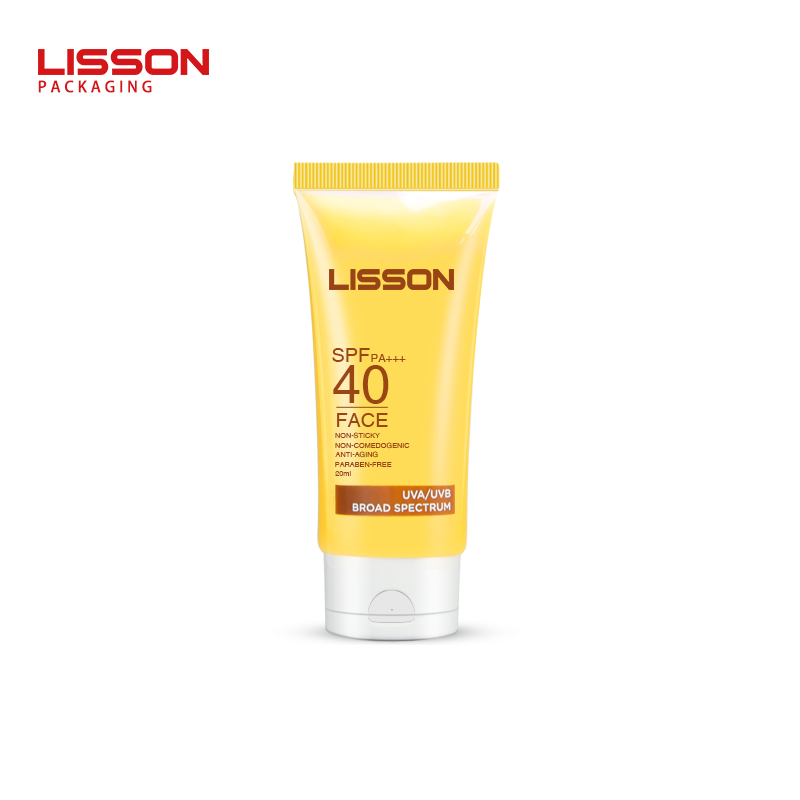 LISSON
PACKAGING
LISSON
SPF PA+++
40
FACE
NON-STICKY
NON-COMEDOGENIC
ANTI-AGING
PARABEN-FREE
20ml
UVA/UVB
BROAD SPECTRUM